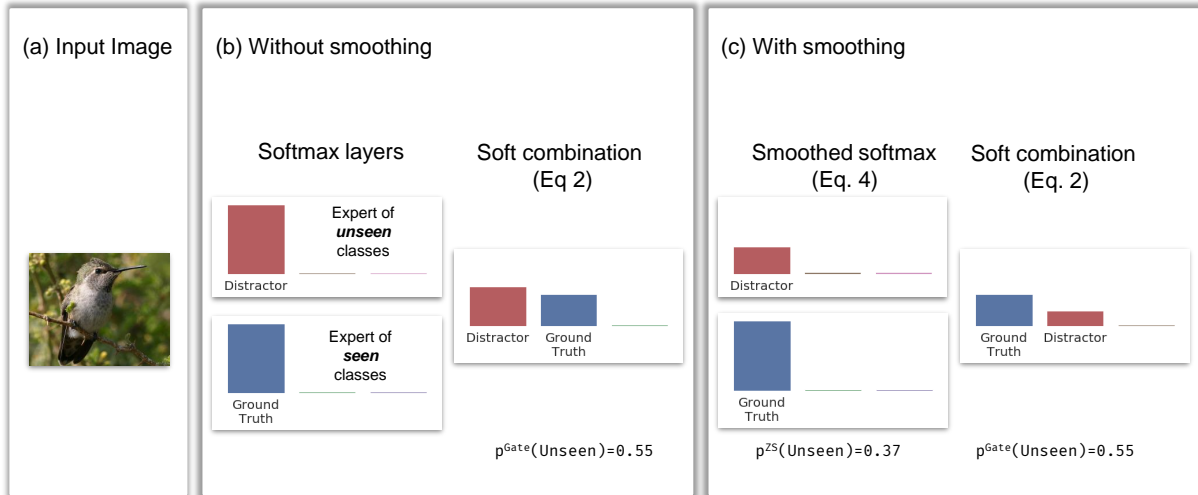 (a) Input Image
(b) Without smoothing
Softmax layers
Expert of
unseen
classes
Distractor
Expert of
seen
classes
Ground
Truth
Soft combination
(Eq 2)
Distractor
Ground
Truth
pGate(Unseen)=0.55
(c) With smoothing
Smoothed softmax
(Eq. 4)
Distractor
Ground
Truth
pZS(Unseen)=0.37
Soft combination
(Eq. 2)
Ground
Truth
Distractor
pGate(Unseen)=0.55